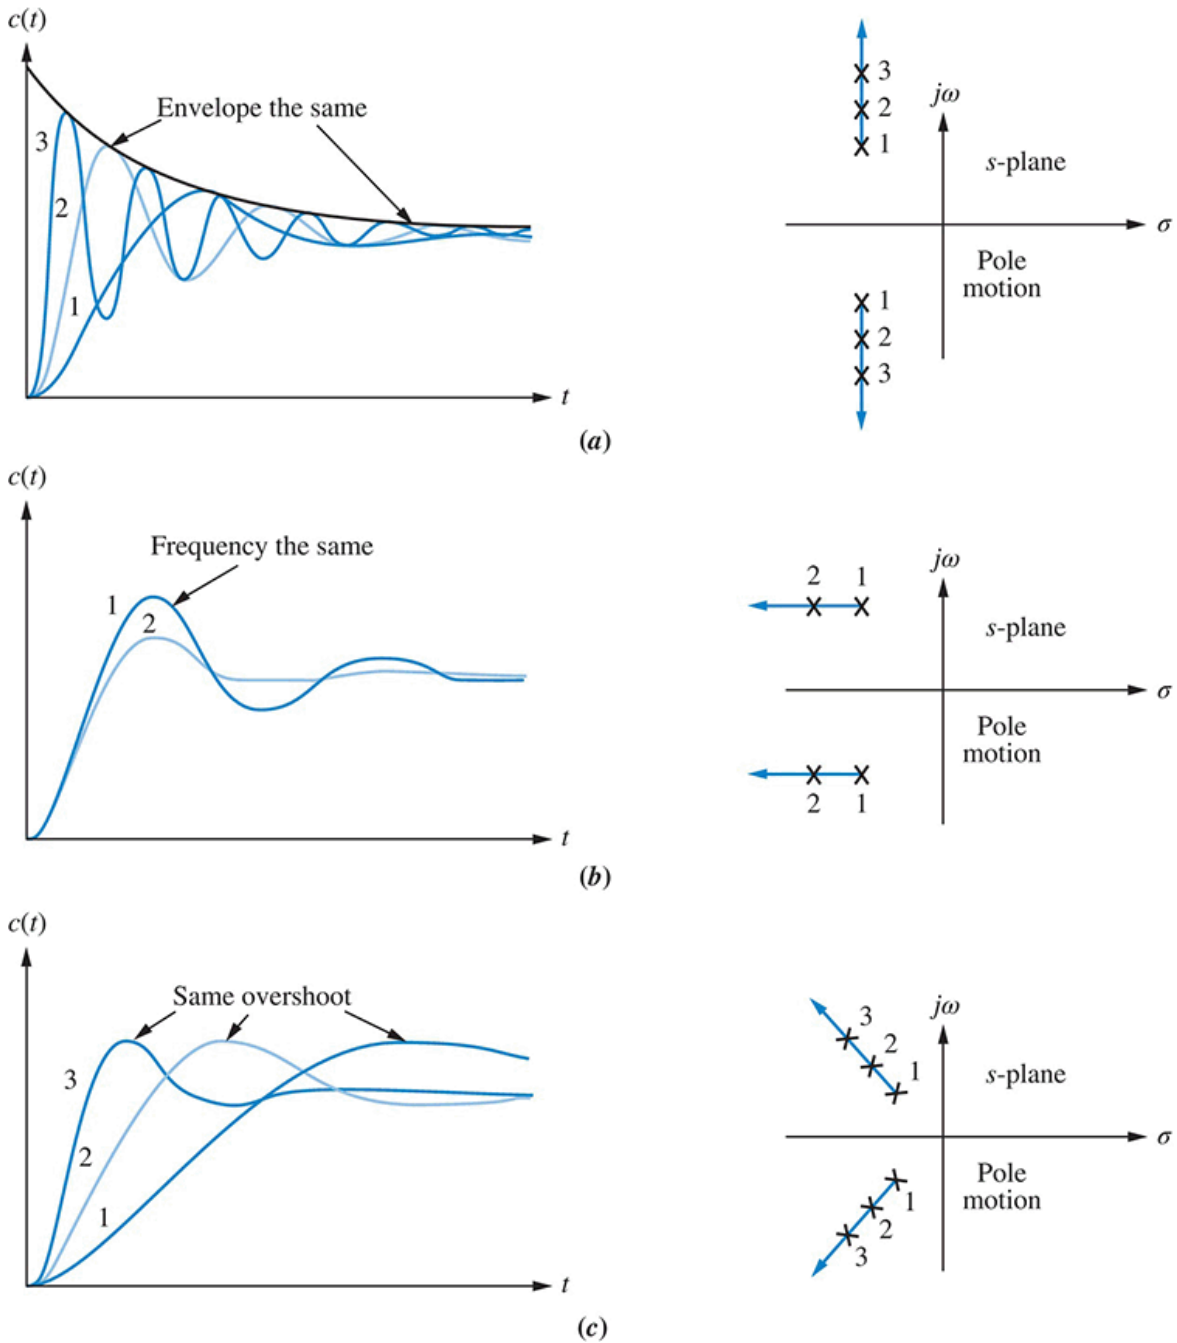 c(t)
3
2
1
Envelope the same
t
3
2
1
jω
s-plane
σ
Pole
motion
1
2
3
(a)
c(t)
Frequency the same
1
2
t
2 1
jω
s-plane
σ
Pole
motion
2 1
(b)
c(t)
Same overshoot
3
2
1
t
3
2
1
jω
s-plane
σ
Pole
motion
1
2
3
(c)